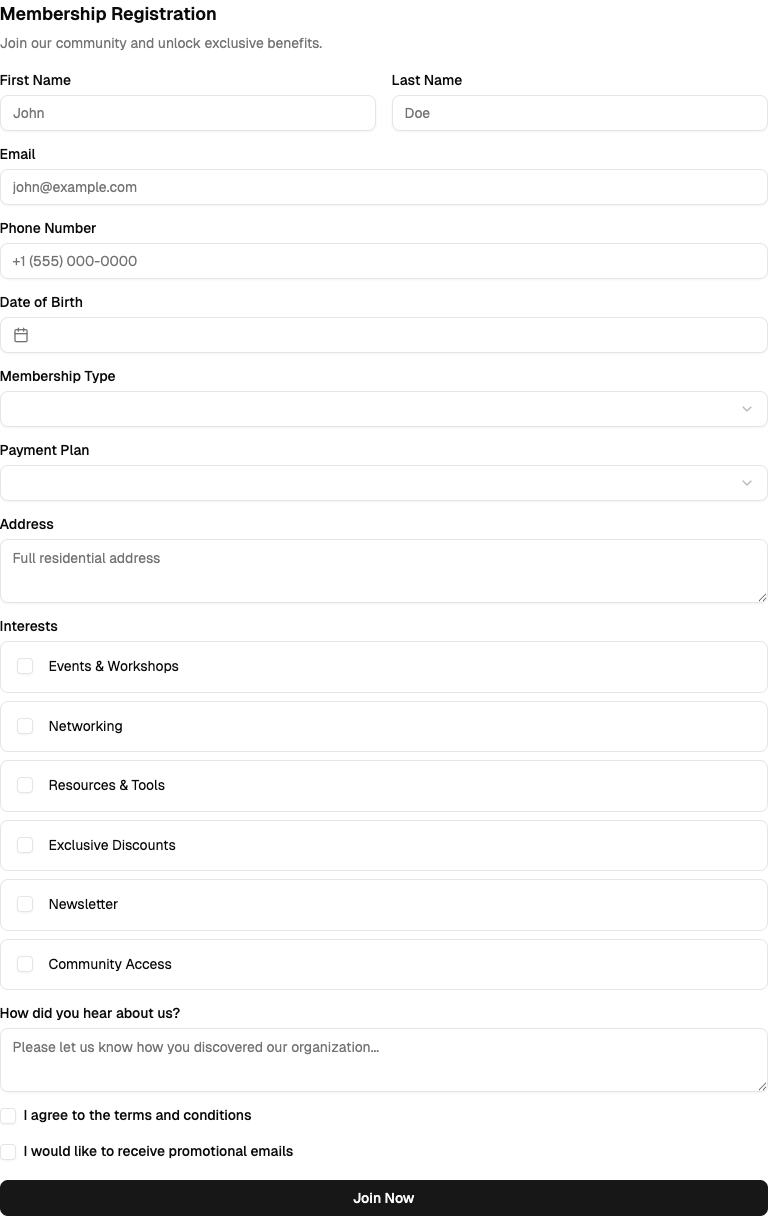 Membership Registration
Join our community and unlock exclusive benefits.
First Name
Last Name
John
Doe
Email
john@example.com
Phone Number
+1 (555) 000-0000
Date of Birth
Membership Type
Payment Plan
Address
Full residential address
Interests
Events & Workshops
Networking
Resources & Tools
Exclusive Discounts
Newsletter
Community Access
How did you hear about us?
Please let us know how you discovered our organization...
I agree to the terms and conditions
I would like to receive promotional emails
Join Now